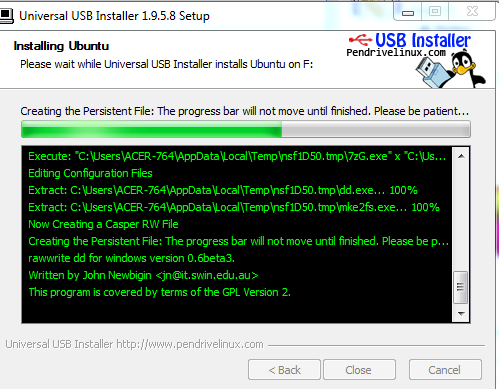 Universal USB Installer 1.9.5.8 Setup
Installing Ubuntu
Please wait while Universal USB Installer installs Ubuntu on F:
USB Installer
Pendrivelinux.com
Creating the Persistent File: The progress bar will not move until finished. Please be patient...
Execute: "C:\Users\ACER-764\AppData\Local\Temp\nsf1D50.tmp\7zG.exe" x "C:\Us...
Editing Configuration Files
Extract: C:\Users\ACER-764\AppData\Local\Temp\nsf1D50.tmp\dd.exe... 100%
Extract: C:\Users\ACER-764\AppData\Local\Temp\nsf1D50.tmp\mke2fs.exe... 100%
Now Creating a Casper RW File
Creating the Persistent File: The progress bar will not move until finished. Please be p...
rawwrite dd for windows version 0.6beta3.
Written by John Newbigin <jn@it.swin.edu.au>
This program is covered by terms of the GPL Version 2.
Universal USB Installer http://www.pendrivelinux.com
< Back
Close
Cancel